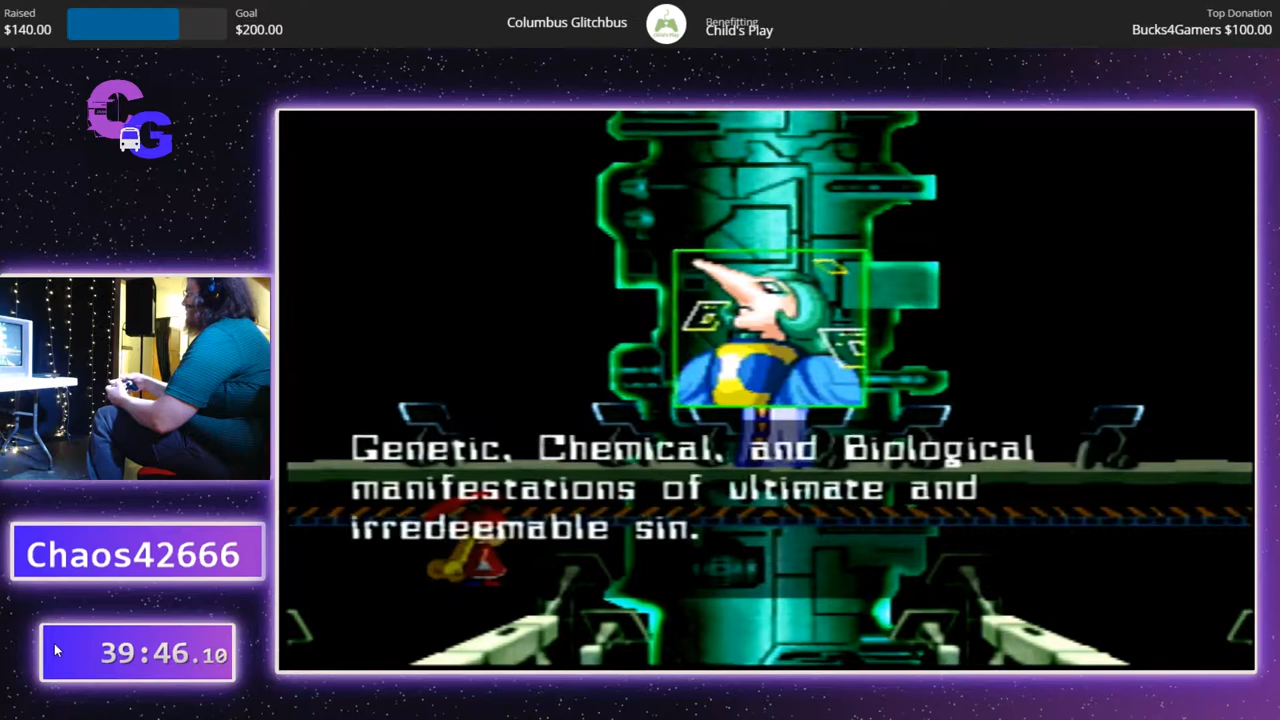 Raised
$140.00
Goal
$200.00
Columbus Glitchbus
Benefitting
Child's Play
Top Donation
Bucks4Gamers $100.00
CG
Genetic, Chemical, and Biological
manifestations of ultimate and
irredeemable sin.
Chaos42666
39:46.10